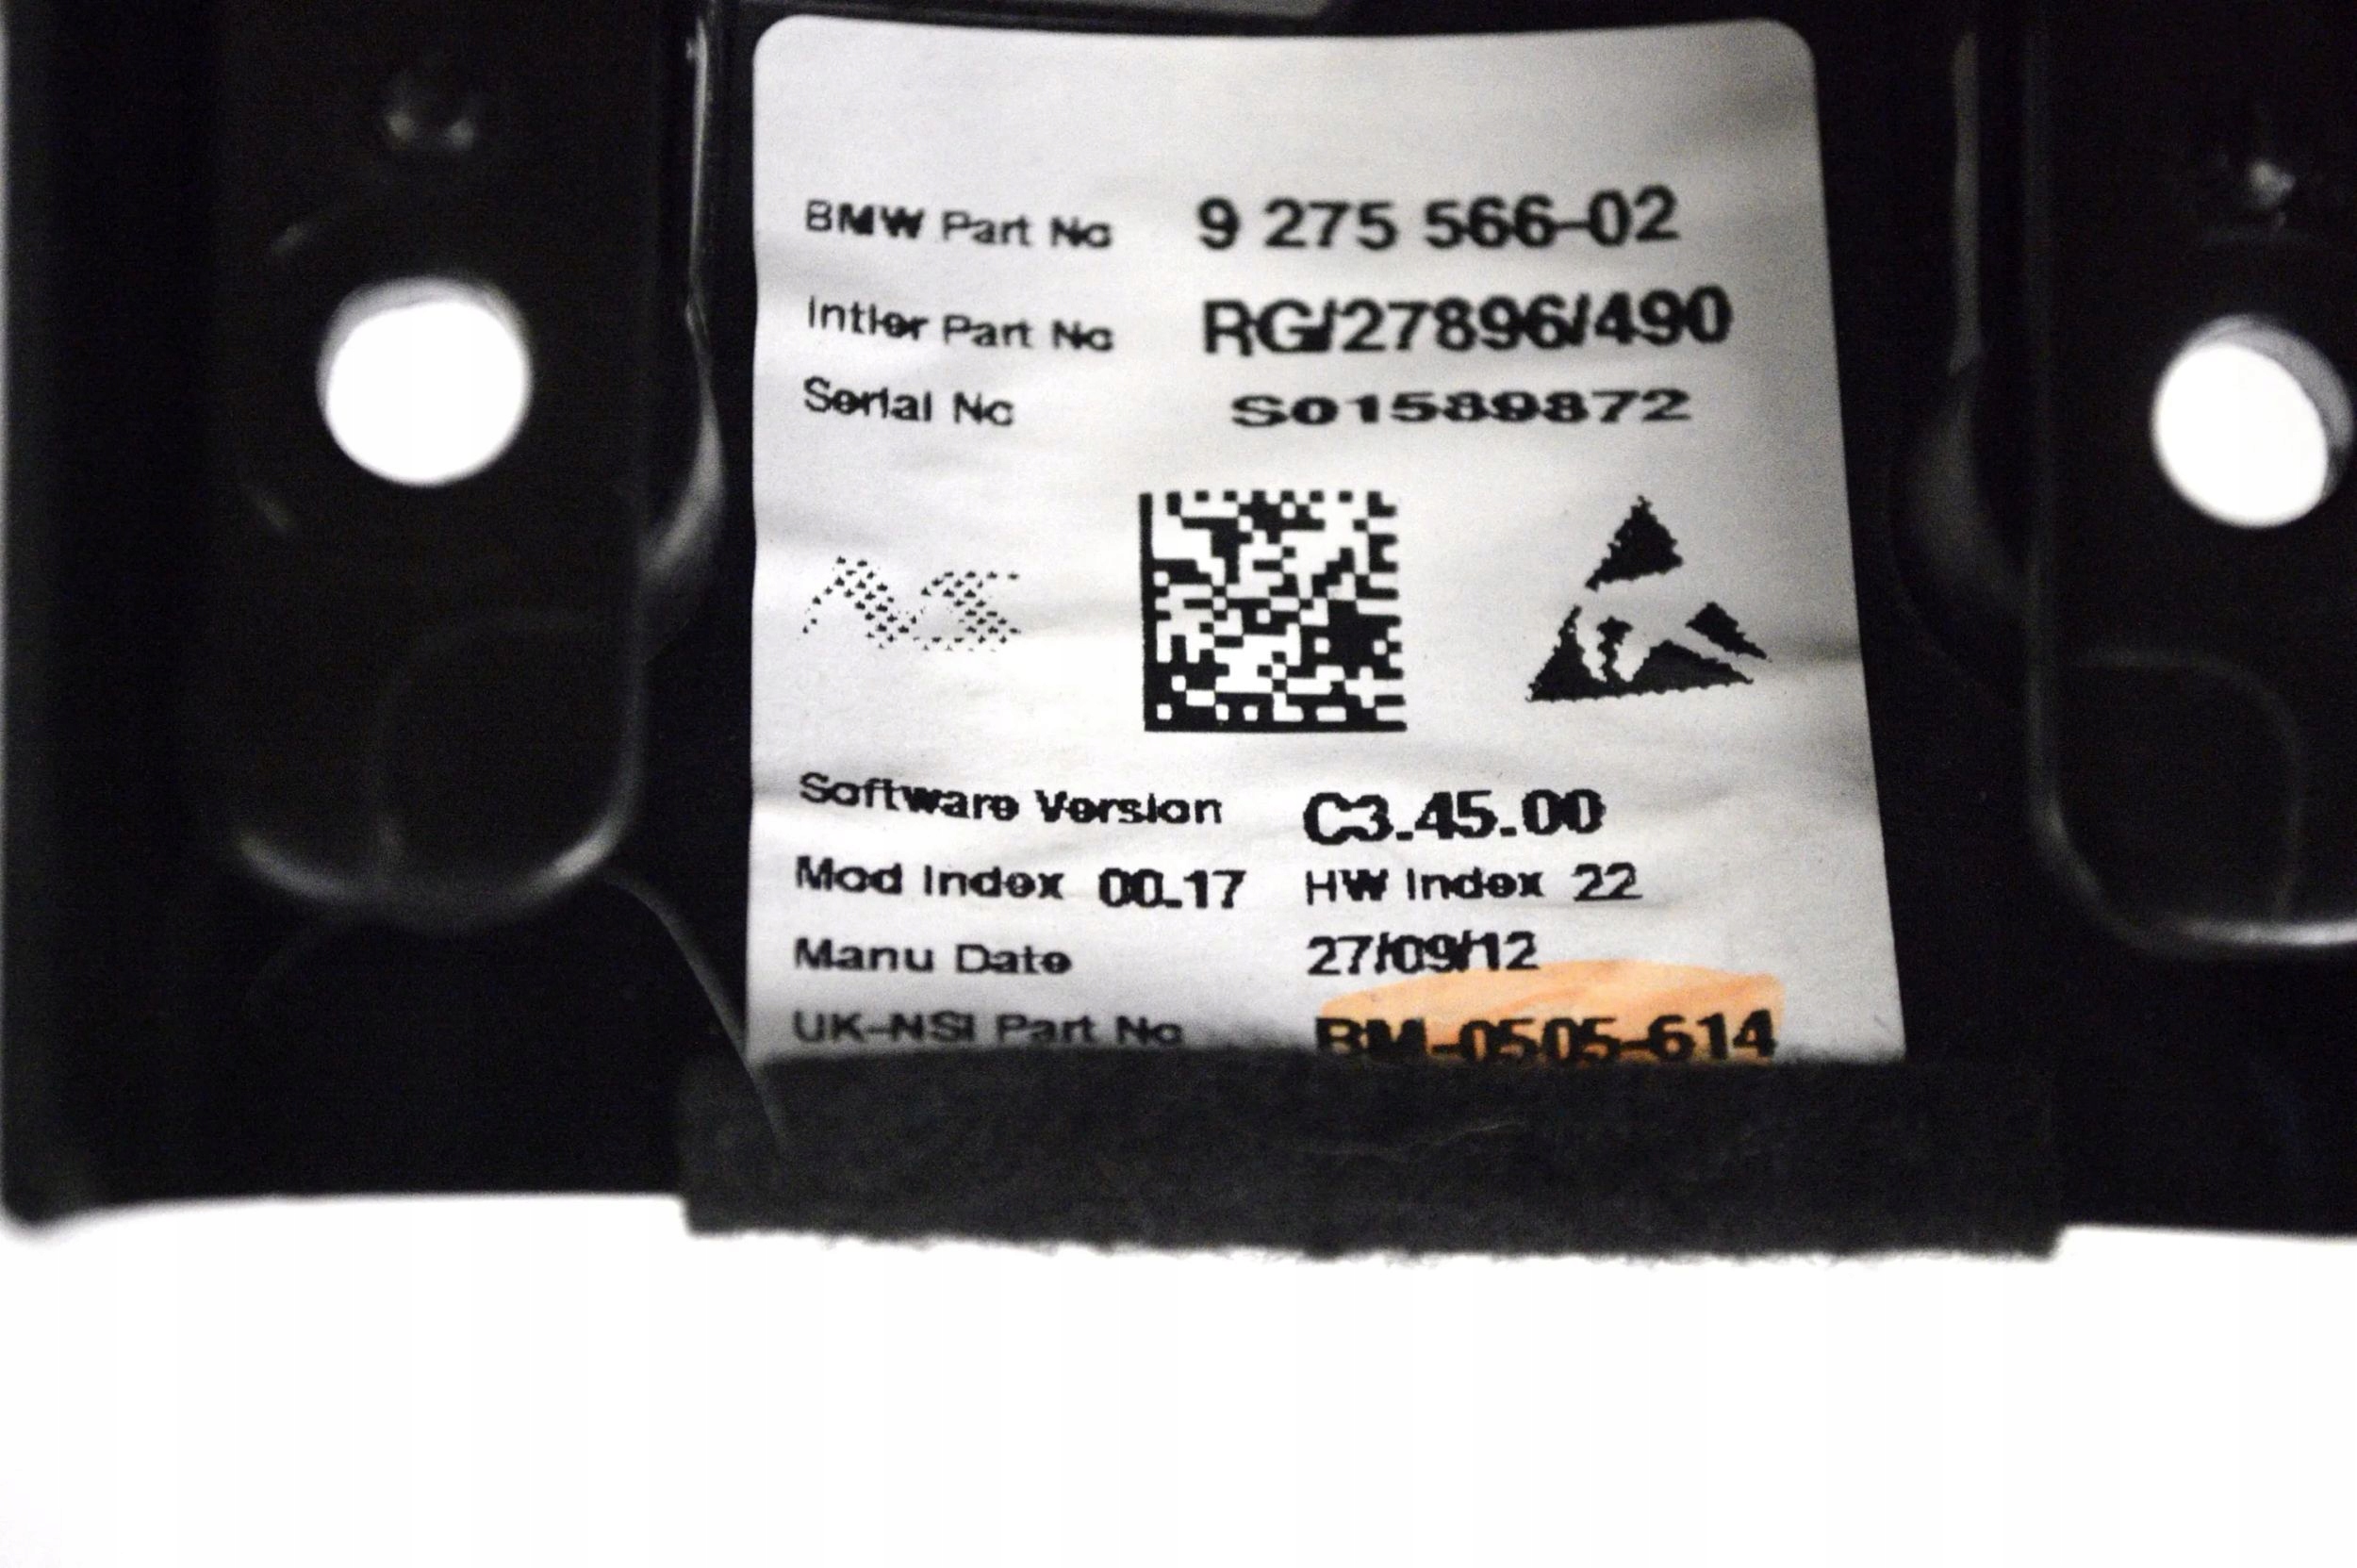 BMW Part No 9 275 566-02
Intier Part No RG/27896/490
Serial No S01589872
Software Version C3.45.00
Mod Index 00.17 HW Index 22
Manu Date 27/09/12
UK-NSI Part No BM-0505-614